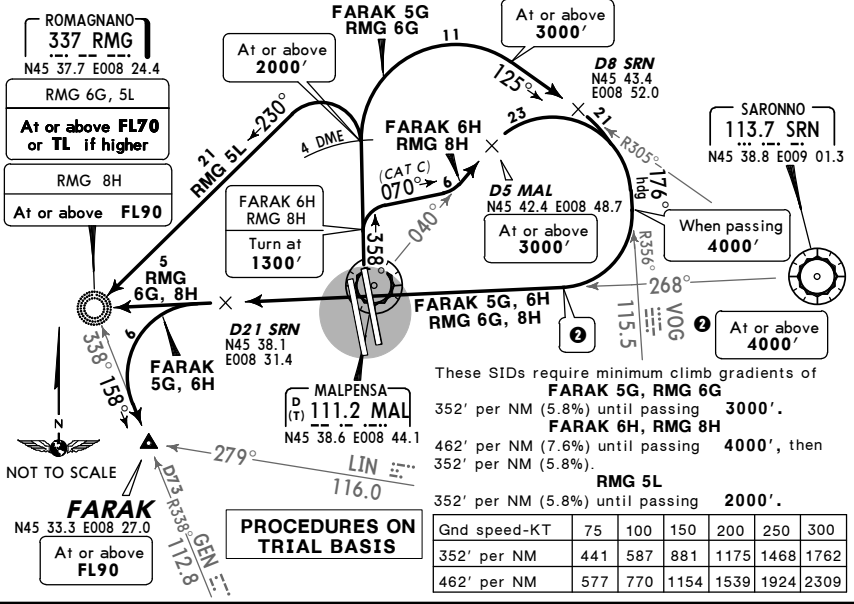 ROMAGNANO
337 RMG
N45 37.7 E008 24.4
RMG 6G, 5L
At or above FL70
or TL if higher
RMG 8H
At or above FL90
At or above
2000′
FARAK 5G
RMG 6G
11
At or above
3000′
125°
D8 SRN
N45 43.4
E008 52.0
SARONNO
113.7 SRN
N45 38.8 E009 01.3
230°
21
RMG 5L
4 DME
FARAK 6H
RMG 8H
(CAT C)
070°
6
23
21
R305°
176°
hdg
D5 MAL
N45 42.4 E008 48.7
At or above
3000′
When passing
4000′
FARAK 6H
RMG 8H
Turn at
1300′
358°
040°
R356°
268°
VOG
115.5
2
At or above
4000′
5
RMG
6G, 8H
FARAK 5G, 6H
RMG 6G, 8H
2
D21 SRN
N45 38.1
E008 31.4
6
FARAK
5G, 6H
338°
158°
MALPENSA
D
(T)
111.2 MAL
N45 38.6 E008 44.1
N
NOT TO SCALE
279°
LIN
116.0
D73
R338°
GEN
112.8
FARAK
N45 33.3 E008 27.0
At or above
FL90
PROCEDURES ON
TRIAL BASIS
These SIDs require minimum climb gradients of
FARAK 5G, RMG 6G
352′ per NM (5.8%) until passing 3000′.
FARAK 6H, RMG 8H
462′ per NM (7.6%) until passing 4000′, then
352′ per NM (5.8%).
RMG 5L
352′ per NM (5.8%) until passing 2000′.
Gnd speed-KT 75 100 150 200 250 300
352′ per NM 441 587 881 1175 1468 1762
462′ per NM 577 770 1154 1539 1924 2309